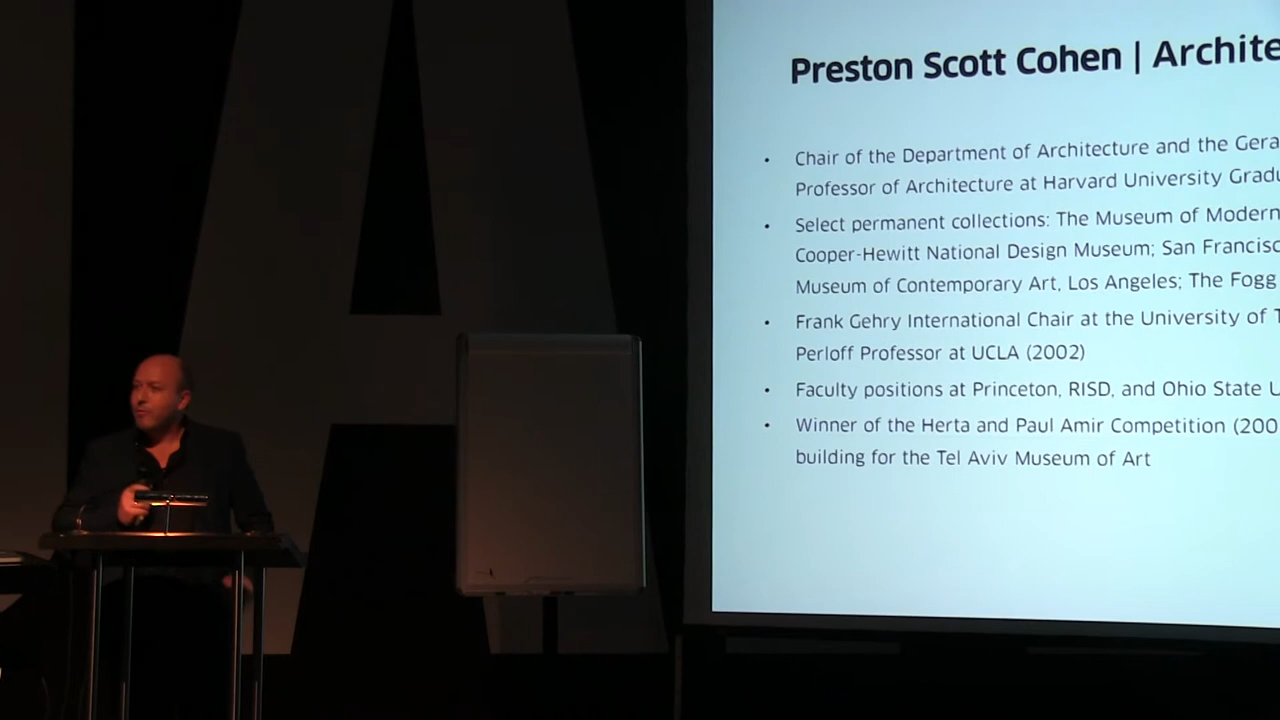 Preston Scott Cohen | Archite
Chair of the Department of Architecture and the Gera
Professor of Architecture at Harvard University Gradu
Select permanent collections: The Museum of Modern
Cooper-Hewitt National Design Museum; San Francisc
Museum of Contemporary Art, Los Angeles; The Fogg
Frank Gehry International Chair at the University of T
Perloff Professor at UCLA (2002)
Faculty positions at Princeton, RISD, and Ohio State U
Winner of the Herta and Paul Amir Competition (200
building for the Tel Aviv Museum of Art